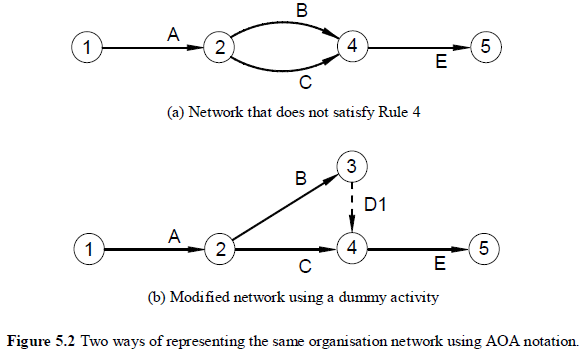 B
A
1
2
4
5
E
C
(a) Network that does not satisfy Rule 4
3
B
D1
A
1
2
4
5
C
E
(b) Modified network using a dummy activity
Figure 5.2 Two ways of representing the same organisation network using AOA notation.